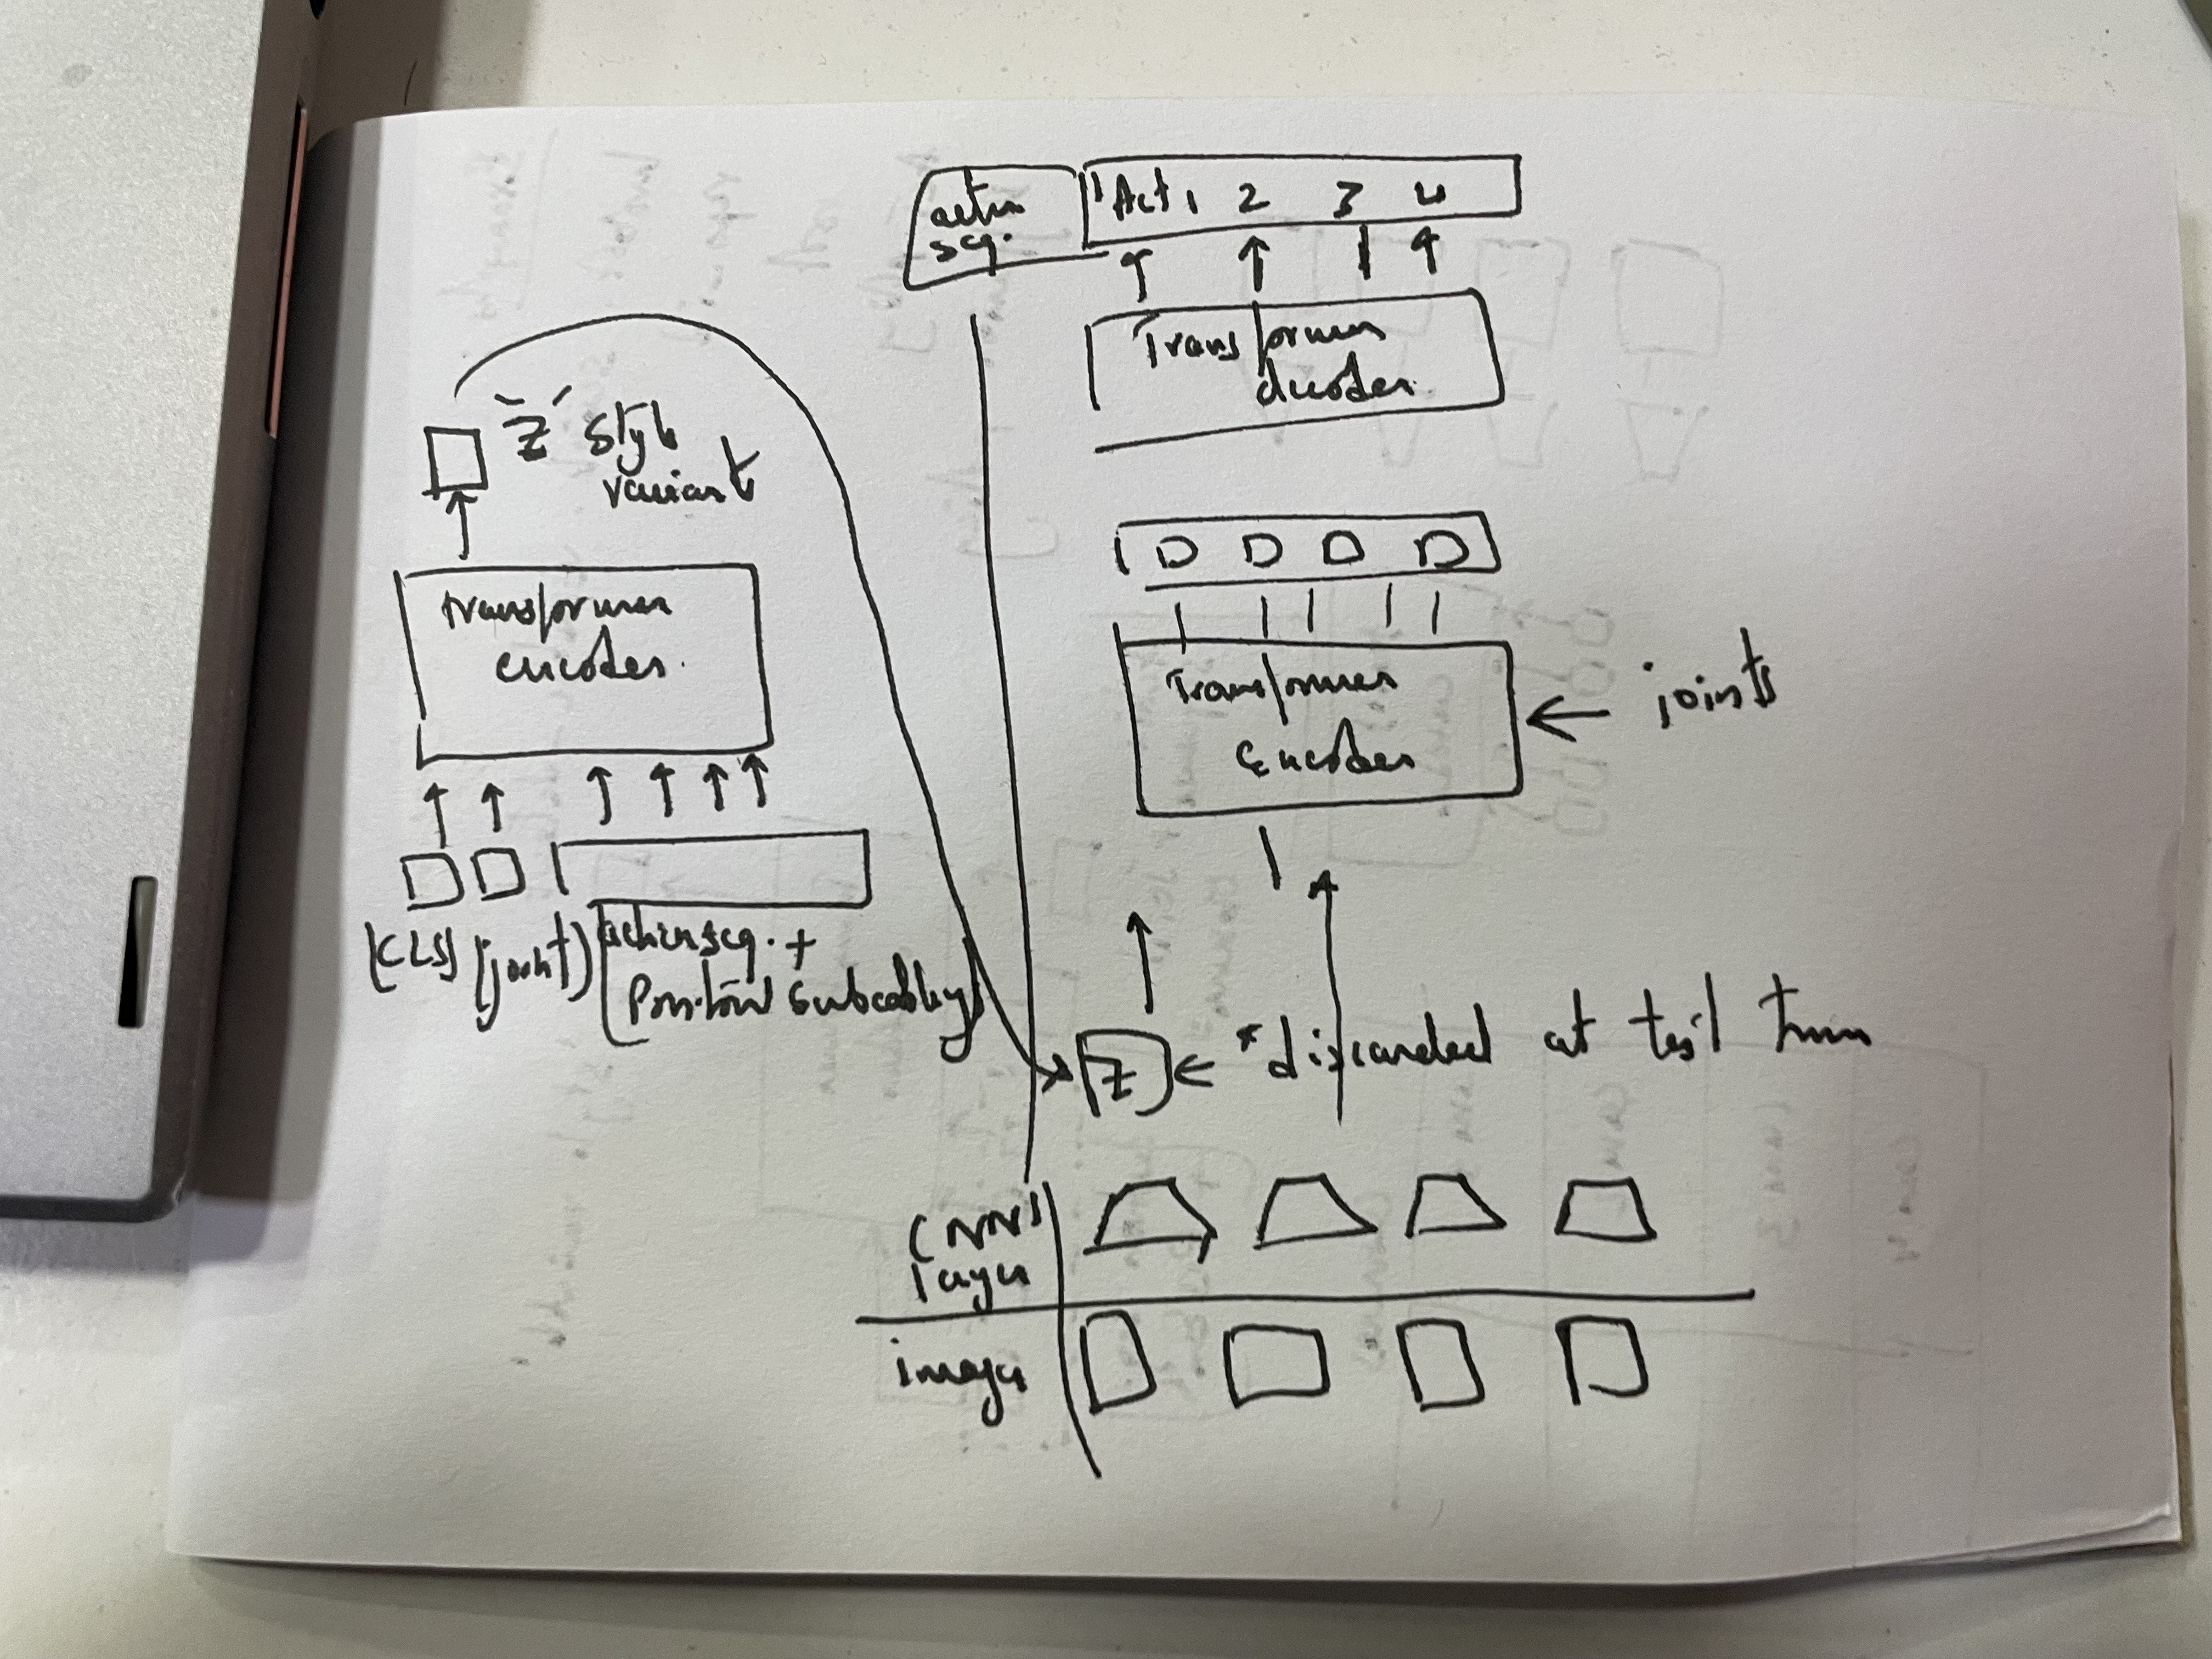 action
seq.
Act 1 2 3 4
Transformer
decoder
'Z' style
variant
transformer
encoder.
Transformer
Encoder
joints
[CLS] (joint) action seq. +
Position embedding
Z
*discarded at test time
CNN
layer
images